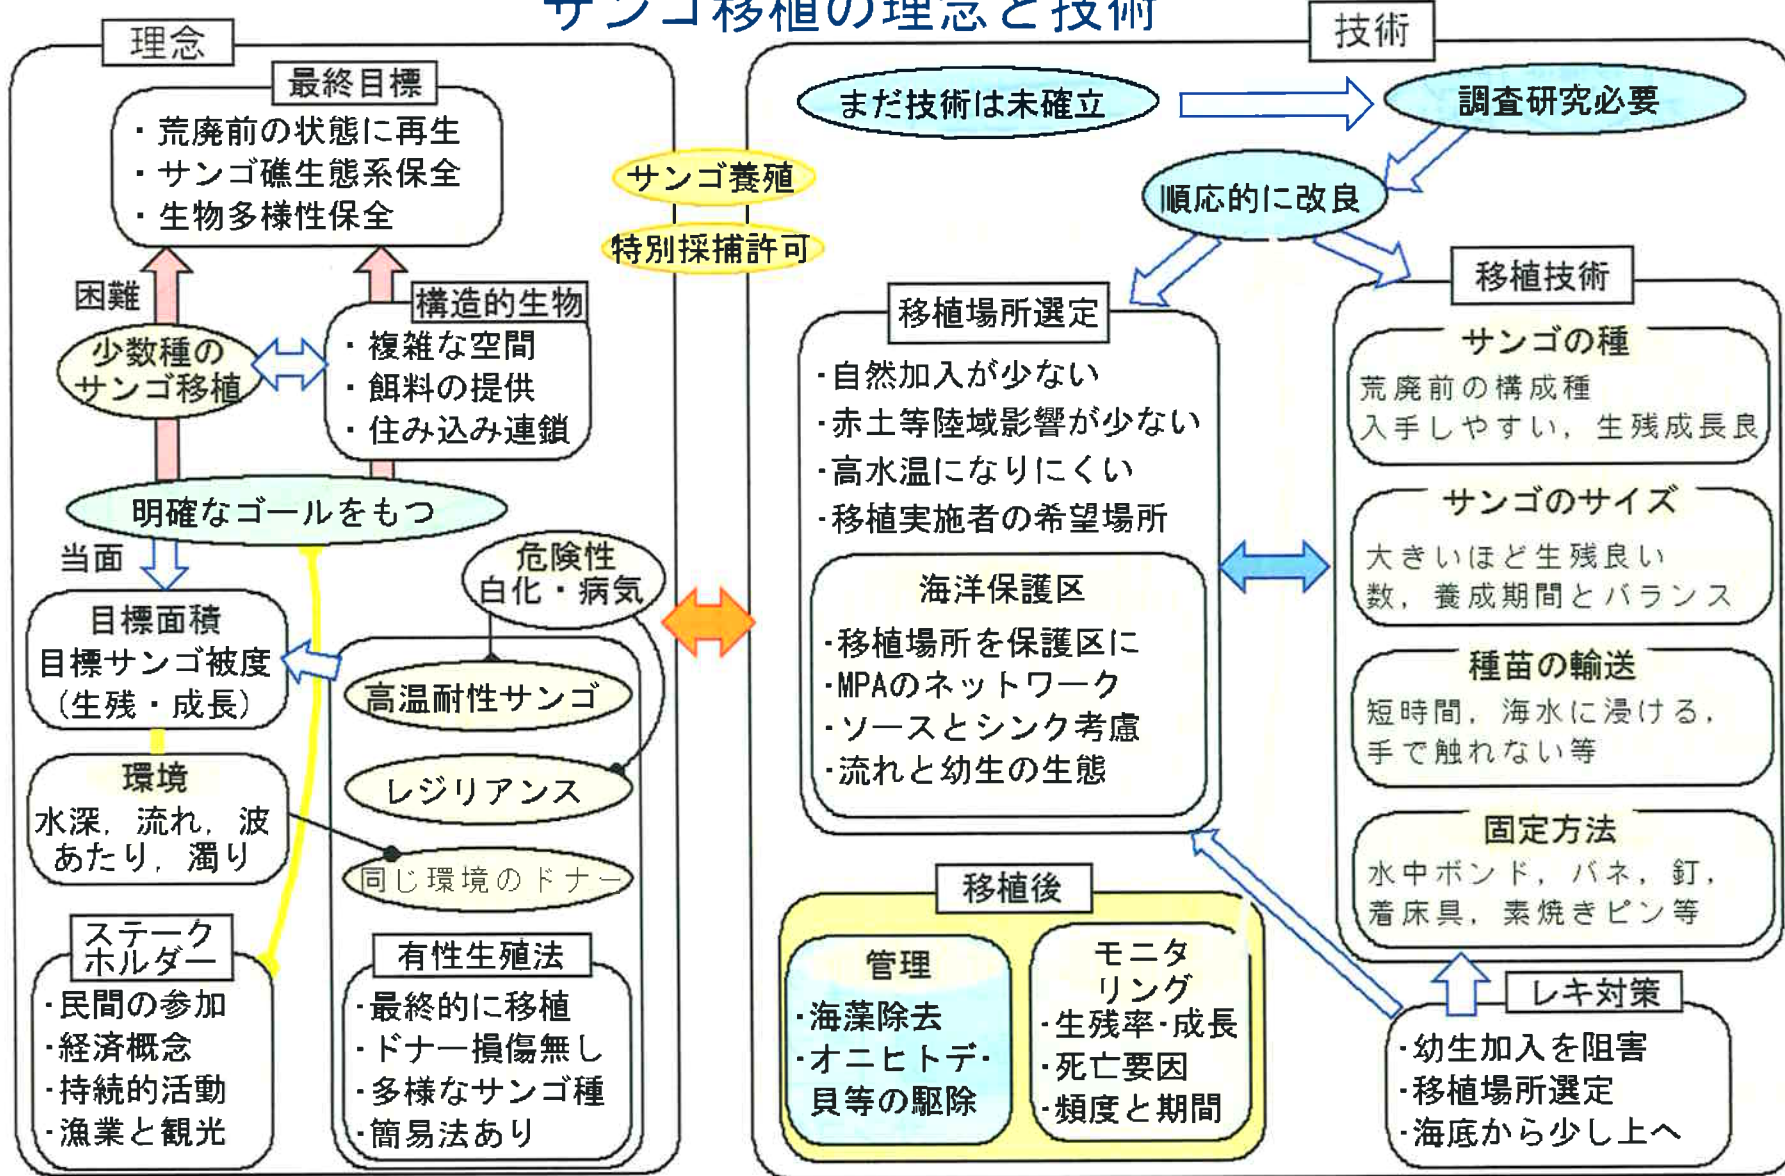 サンゴ移植の理念と技術
理念
最終目標
・荒廃前の状態に再生
・サンゴ礁生態系保全
・生物多様性保全
困難
少数種の
サンゴ移植
構造的生物
・複雑な空間
・餌料の提供
・住み込み連鎖
明確なゴールをもつ
当面
目標面積
目標サンゴ被度
(生残・成長)
環境
水深，流れ，波
あたり，濁り
ステーク
ホルダー
・民間の参加
・経済概念
・持続的活動
・漁業と観光
危険性
白化・病気
高温耐性サンゴ
レジリアンス
同じ環境のドナー
有性生殖法
・最終的に移植
・ドナー損傷無し
・多様なサンゴ種
・簡易法あり
サンゴ養殖
特別採捕許可
技術
まだ技術は未確立
調査研究必要
順応的に改良
移植場所選定
・自然加入が少ない
・赤土等陸域影響が少ない
・高水温になりにくい
・移植実施者の希望場所
海洋保護区
・移植場所を保護区に
・MPAのネットワーク
・ソースとシンク考慮
・流れと幼生の生態
移植技術
サンゴの種
荒廃前の構成種
入手しやすい，生残成長良
サンゴのサイズ
大きいほど生残良い
数，養成期間とバランス
種苗の輸送
短時間，海水に浸ける，
手で触れない等
固定方法
水中ボンド，バネ，釘，
着床具，素焼きピン等
移植後
管理
・海藻除去
・オニヒトデ・
貝等の駆除
モニタ
リング
・生残率・成長
・死亡要因
・頻度と期間
レキ対策
・幼生加入を阻害
・移植場所選定
・海底から少し上へ